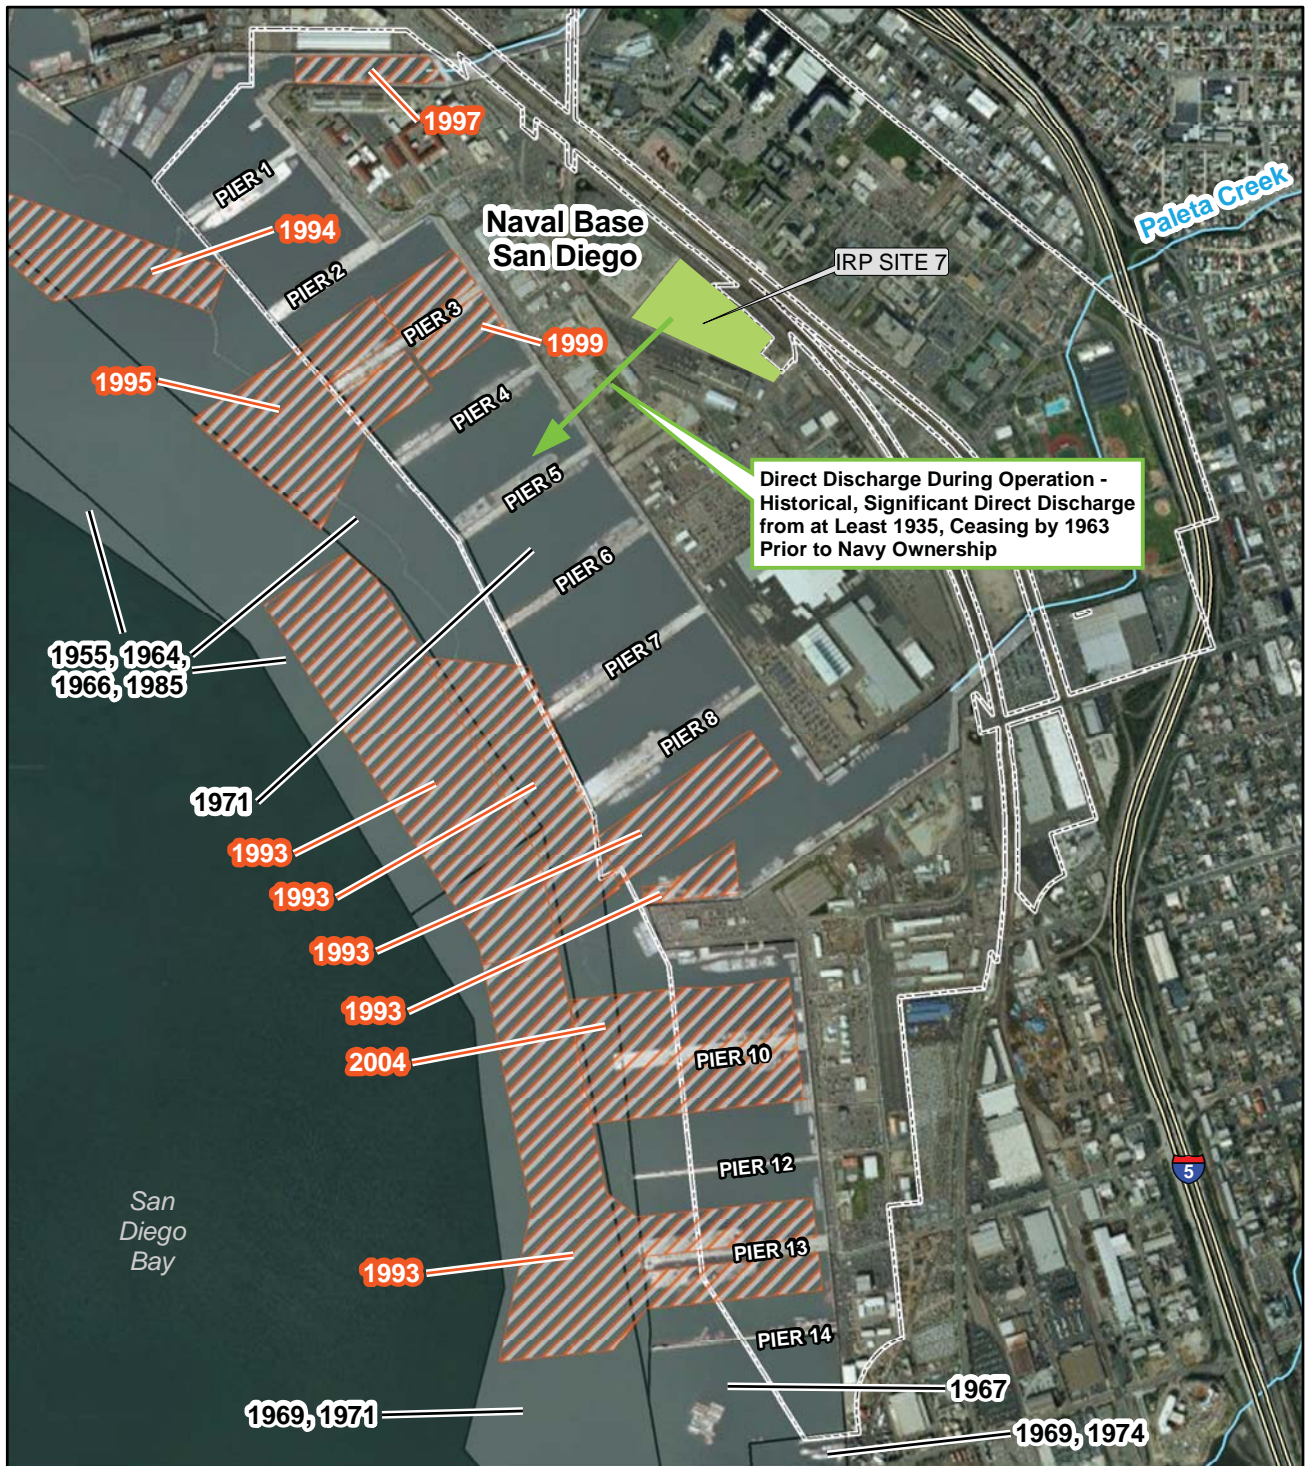 1997
Paleta Creek
PIER 1
1994
Naval Base
San Diego
IRP SITE 7
PIER 2
PIER 3
1999
1995
PIER 4
PIER 5
Direct Discharge During Operation -
Historical, Significant Direct Discharge
from at Least 1935, Ceasing by 1963
Prior to Navy Ownership
PIER 6
1955, 1964,
1966, 1985
PIER 7
PIER 8
1971
1993
1993
1993
1993
2004
PIER 10
PIER 12
5
San
Diego
Bay
PIER 13
1993
PIER 14
1967
1969, 1971
1969, 1974